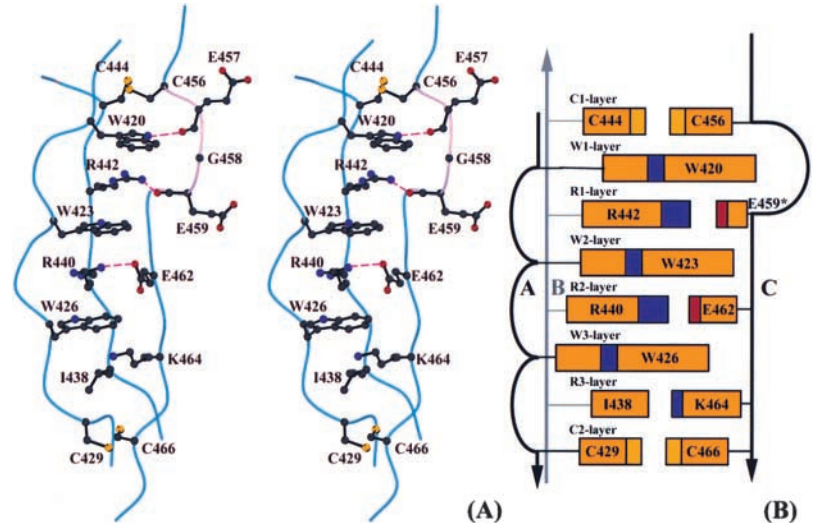 C444
C456
E457
W420
R442
G458
W423
E459
R440
E462
W426
K464
I438
C429
C466
C444
C456
E457
W420
R442
G458
W423
E459
R440
E462
W426
K464
I438
C429
C466
(A)
C1-layer
C444 C456
W1-layer
W420
R1-layer
R442 E459*
W2-layer
W423
A B C
R2-layer
R440 E462
W3-layer
W426
R3-layer
I438 K464
C2-layer
C429 C466
(B)